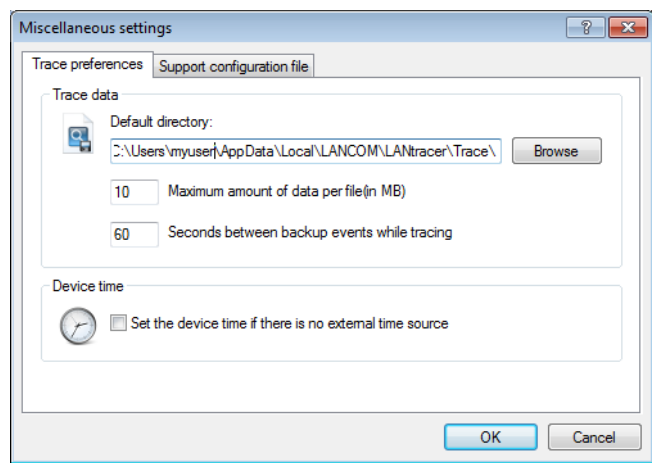 Miscellaneous settings
Trace preferences
Support configuration file
Trace data
Default directory:
C:\Users\myuser\AppData\Local\LANCOM\LANtracer\Trace\
Browse
10
Maximum amount of data per file(in MB)
60
Seconds between backup events while tracing
Device time
Set the device time if there is no external time source
OK
Cancel